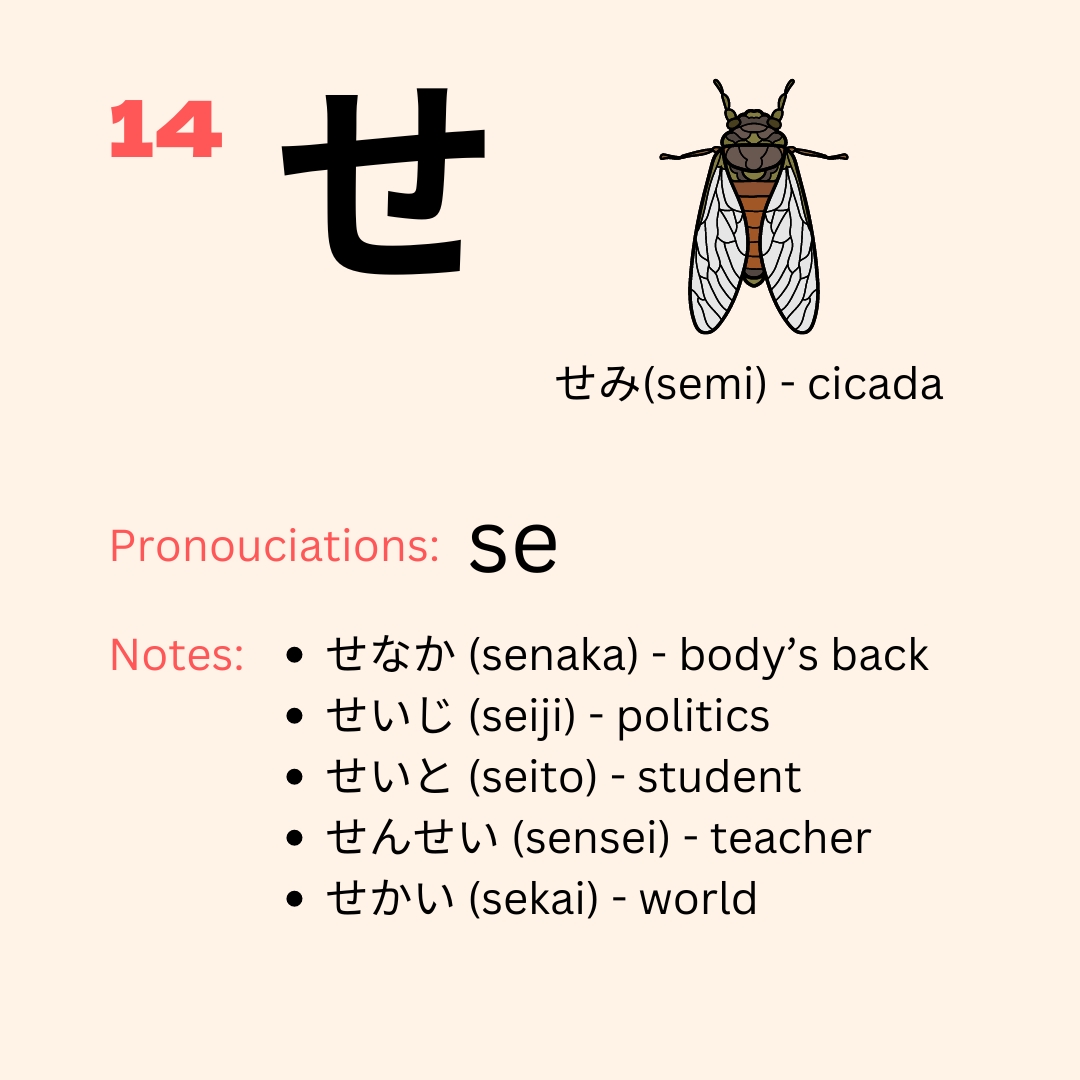 14
せ
せみ(semi) - cicada
Pronouciations: se
Notes:
• せなか (senaka) - body’s back
• せいじ (seiji) - politics
• せいと (seito) - student
• せんせい (sensei) - teacher
• せかい (sekai) - world